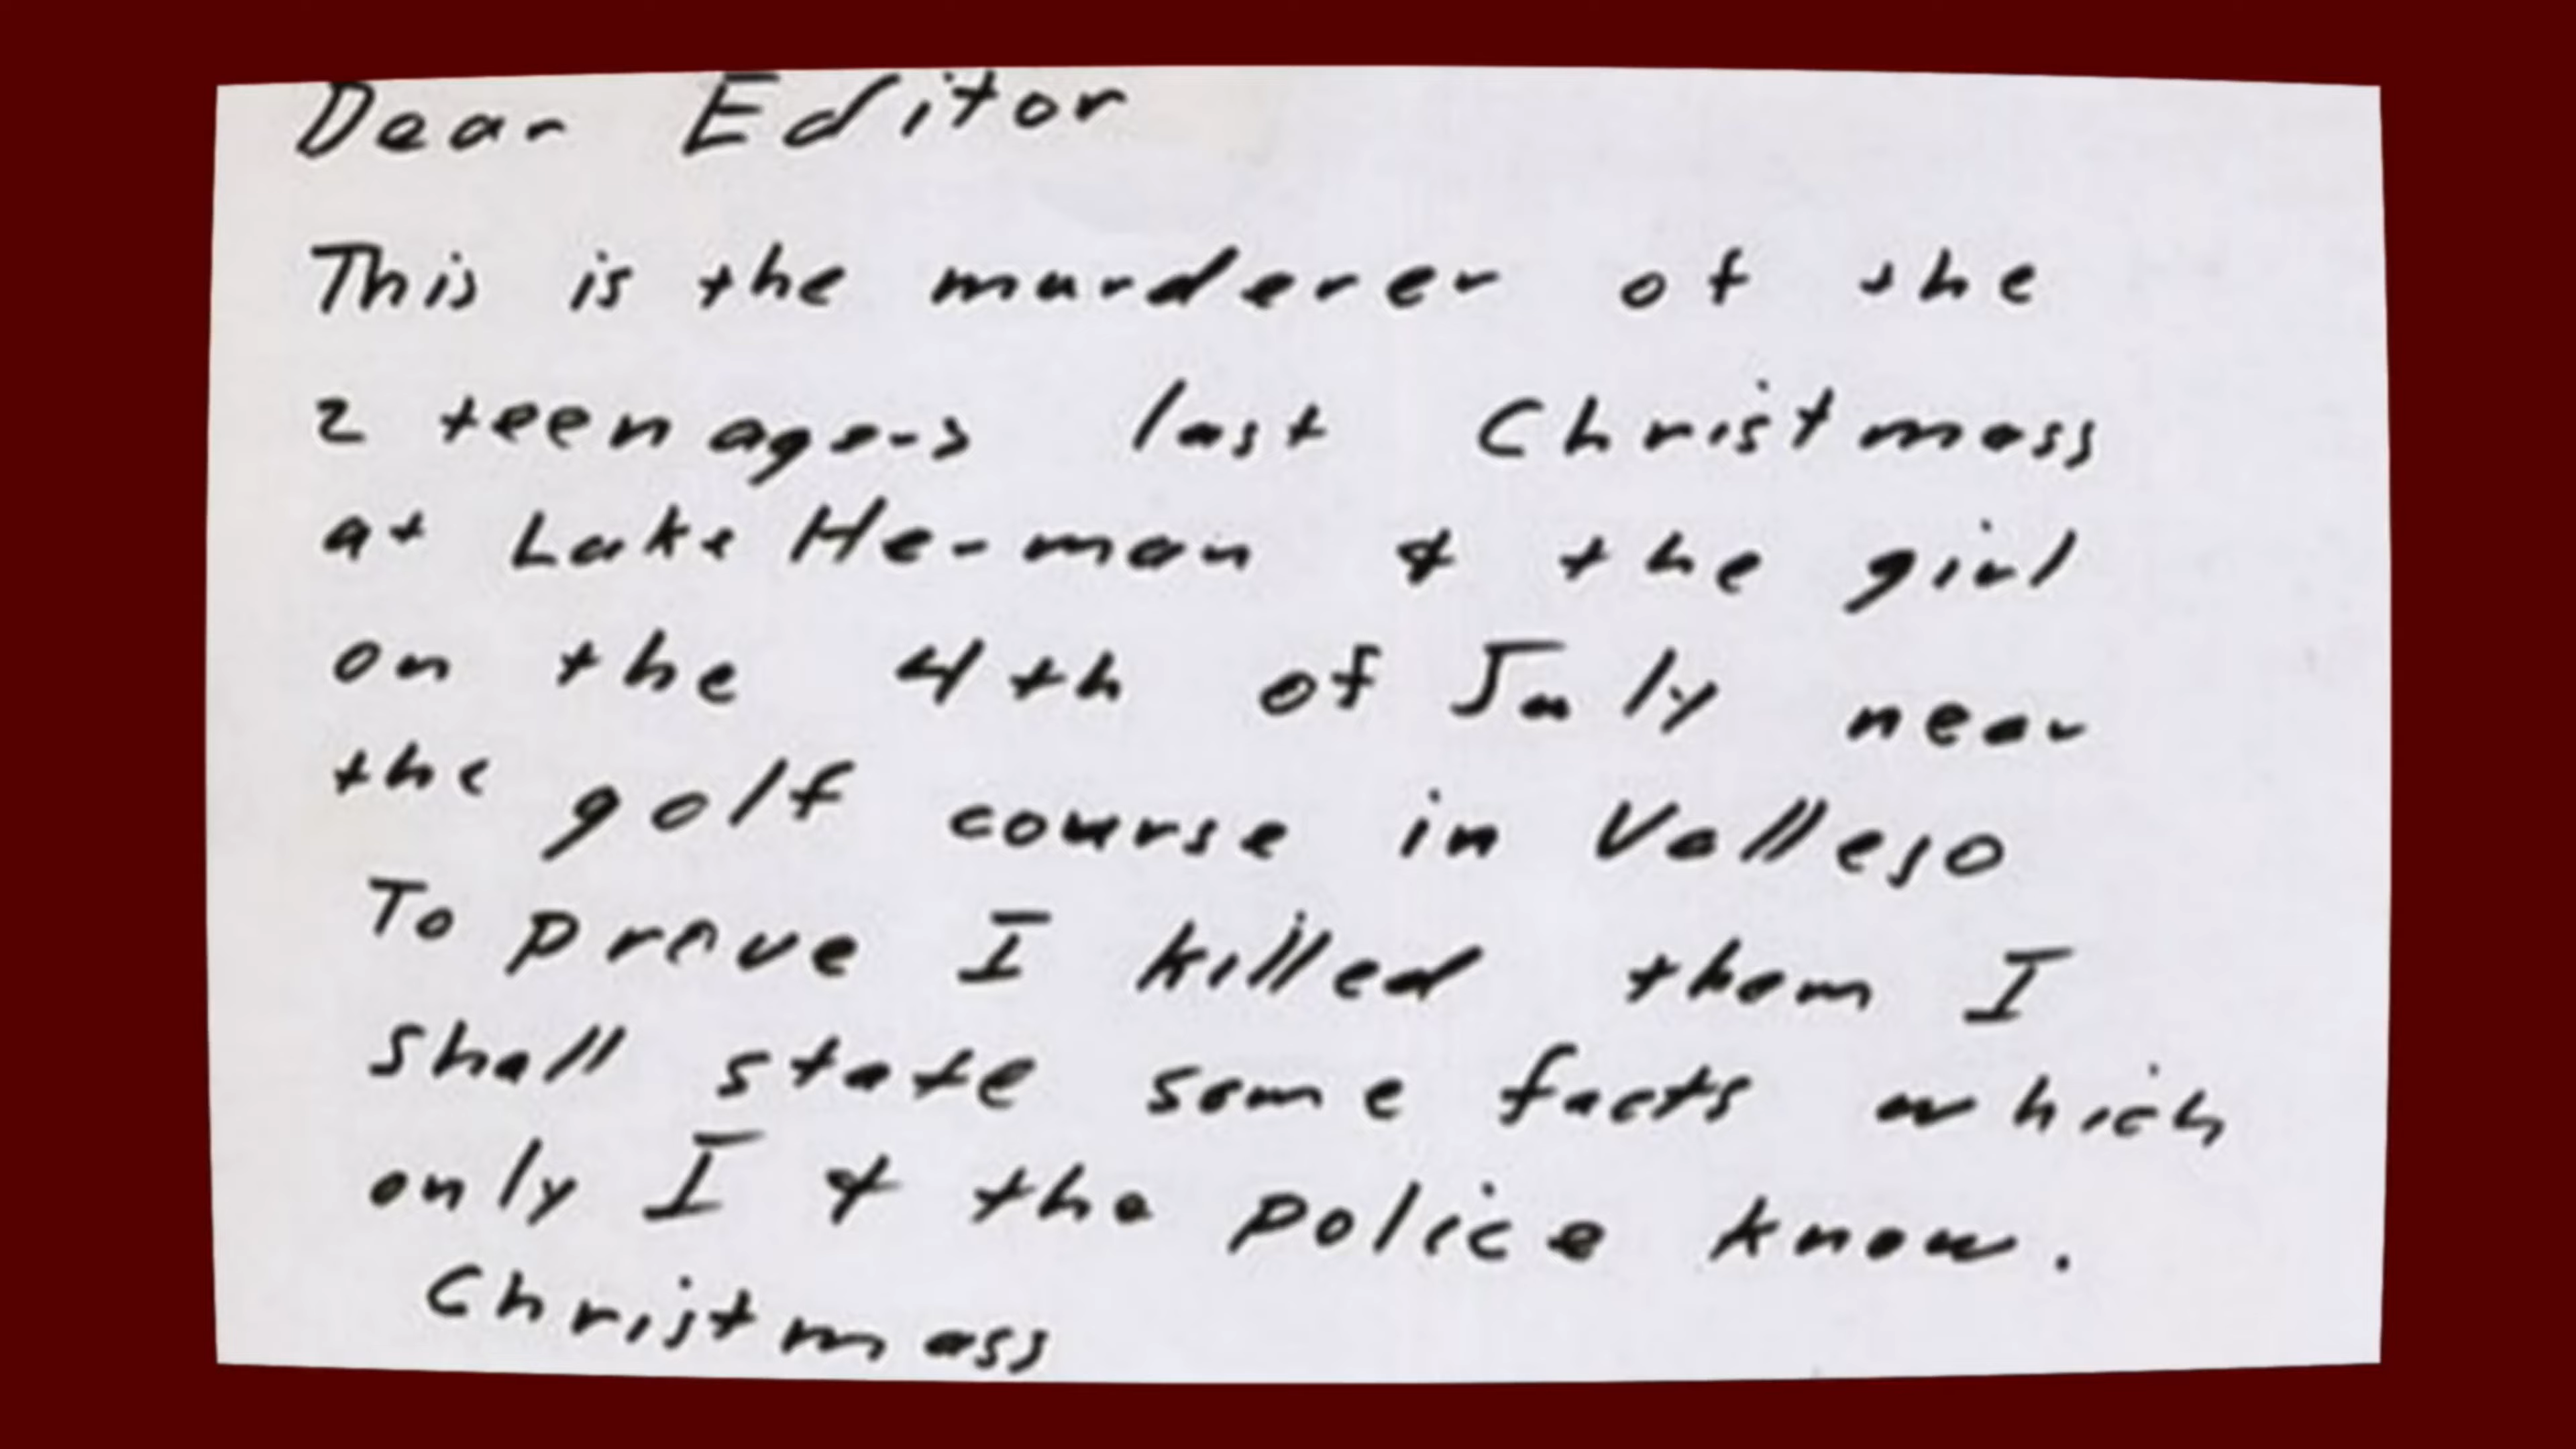 Dear Editor
This is the murderer of the
2 teenagers last Christmass
at Lake Herman & the girl
on the 4th of July near
the golf course in Vallejo
To prove I killed them I
shall state some facts which
only I & the police know.
Christmass